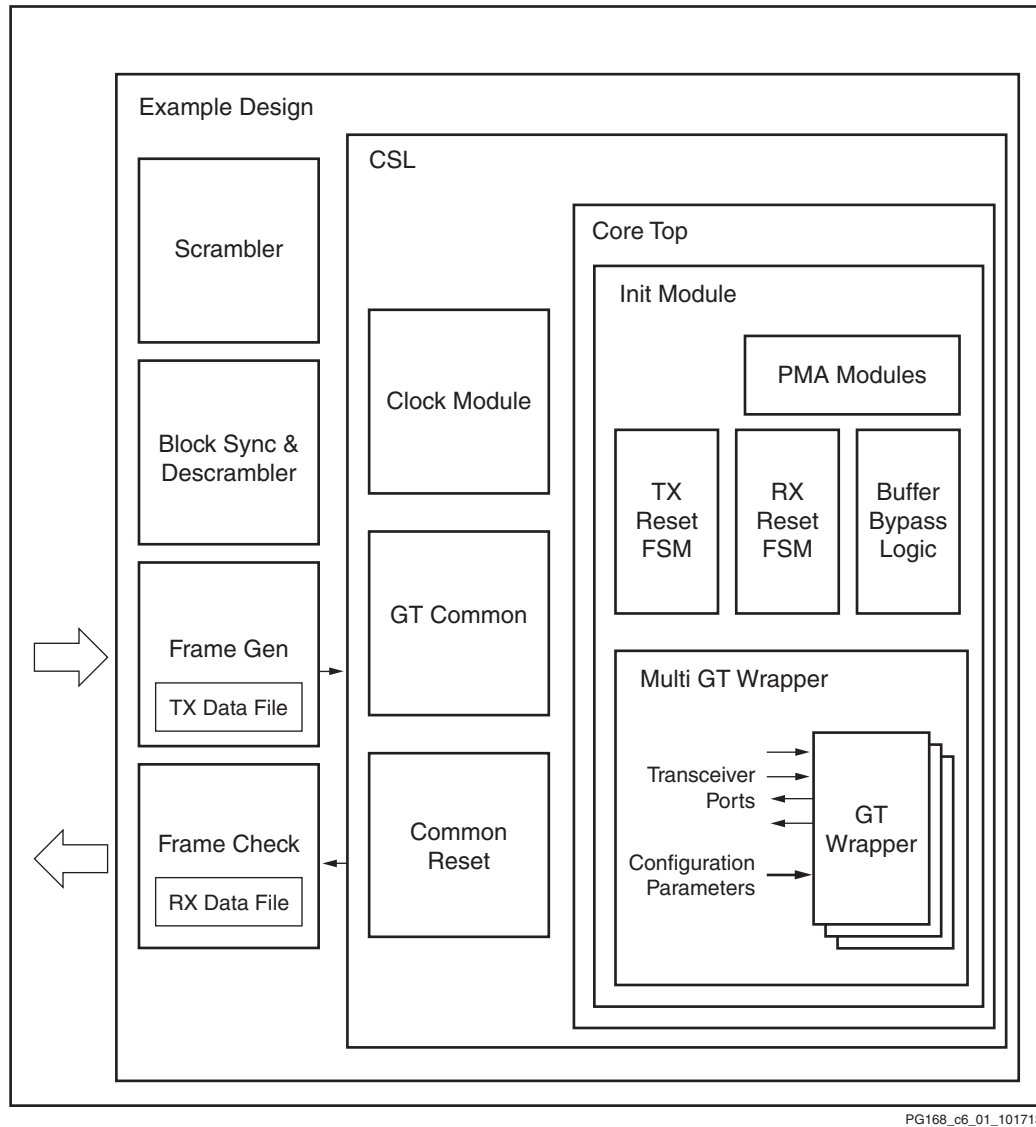 Example Design
Scrambler
Block Sync &
Descrambler
Frame Gen
TX Data File
Frame Check
RX Data File
CSL
Clock Module
GT Common
Common
Reset
Core Top
Init Module
PMA Modules
TX
Reset
FSM
RX
Reset
FSM
Buffer
Bypass
Logic
Multi GT Wrapper
Transceiver
Ports
Configuration
Parameters
GT
Wrapper